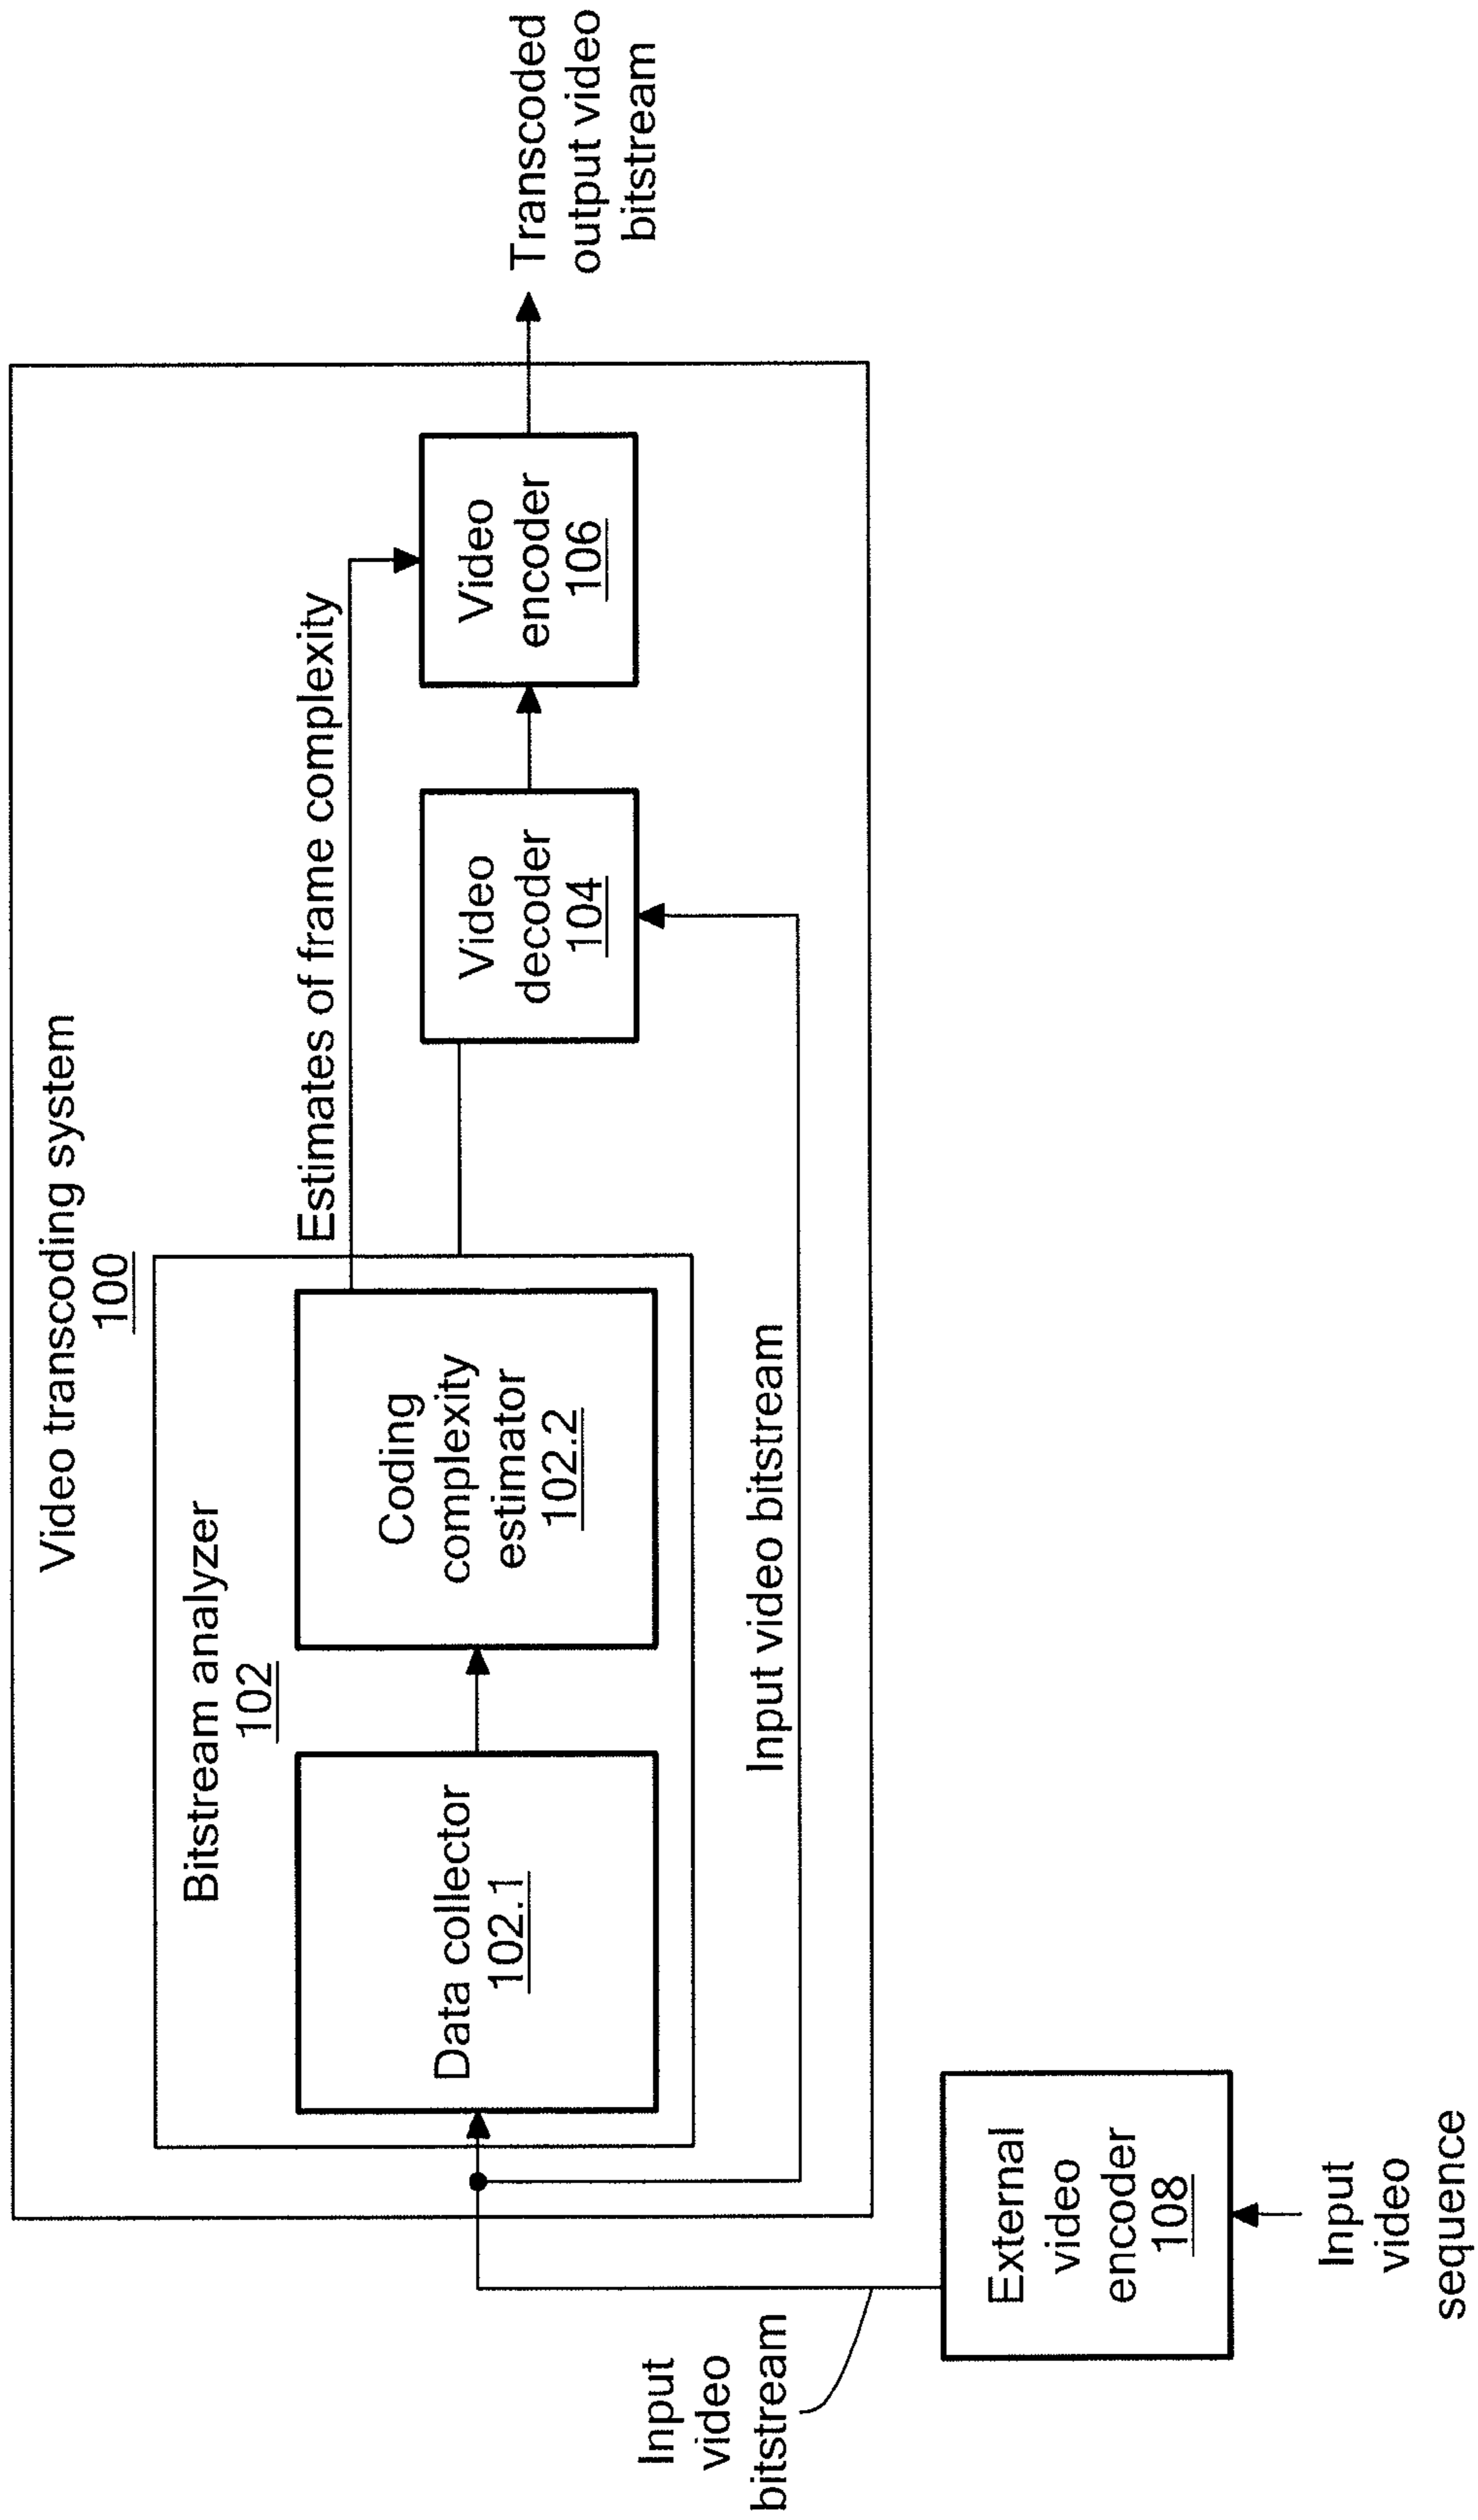 Video transcoding system
100
Bitstream analyzer
102
Data collector
102.1
Coding
complexity
estimator
102.2
Estimates of frame complexity
Video
decoder
104
Video
encoder
106
Transcoded
output video
bitstream
Input video bitstream
Input
video
bitstream
External
video
encoder
108
Input
video
sequence